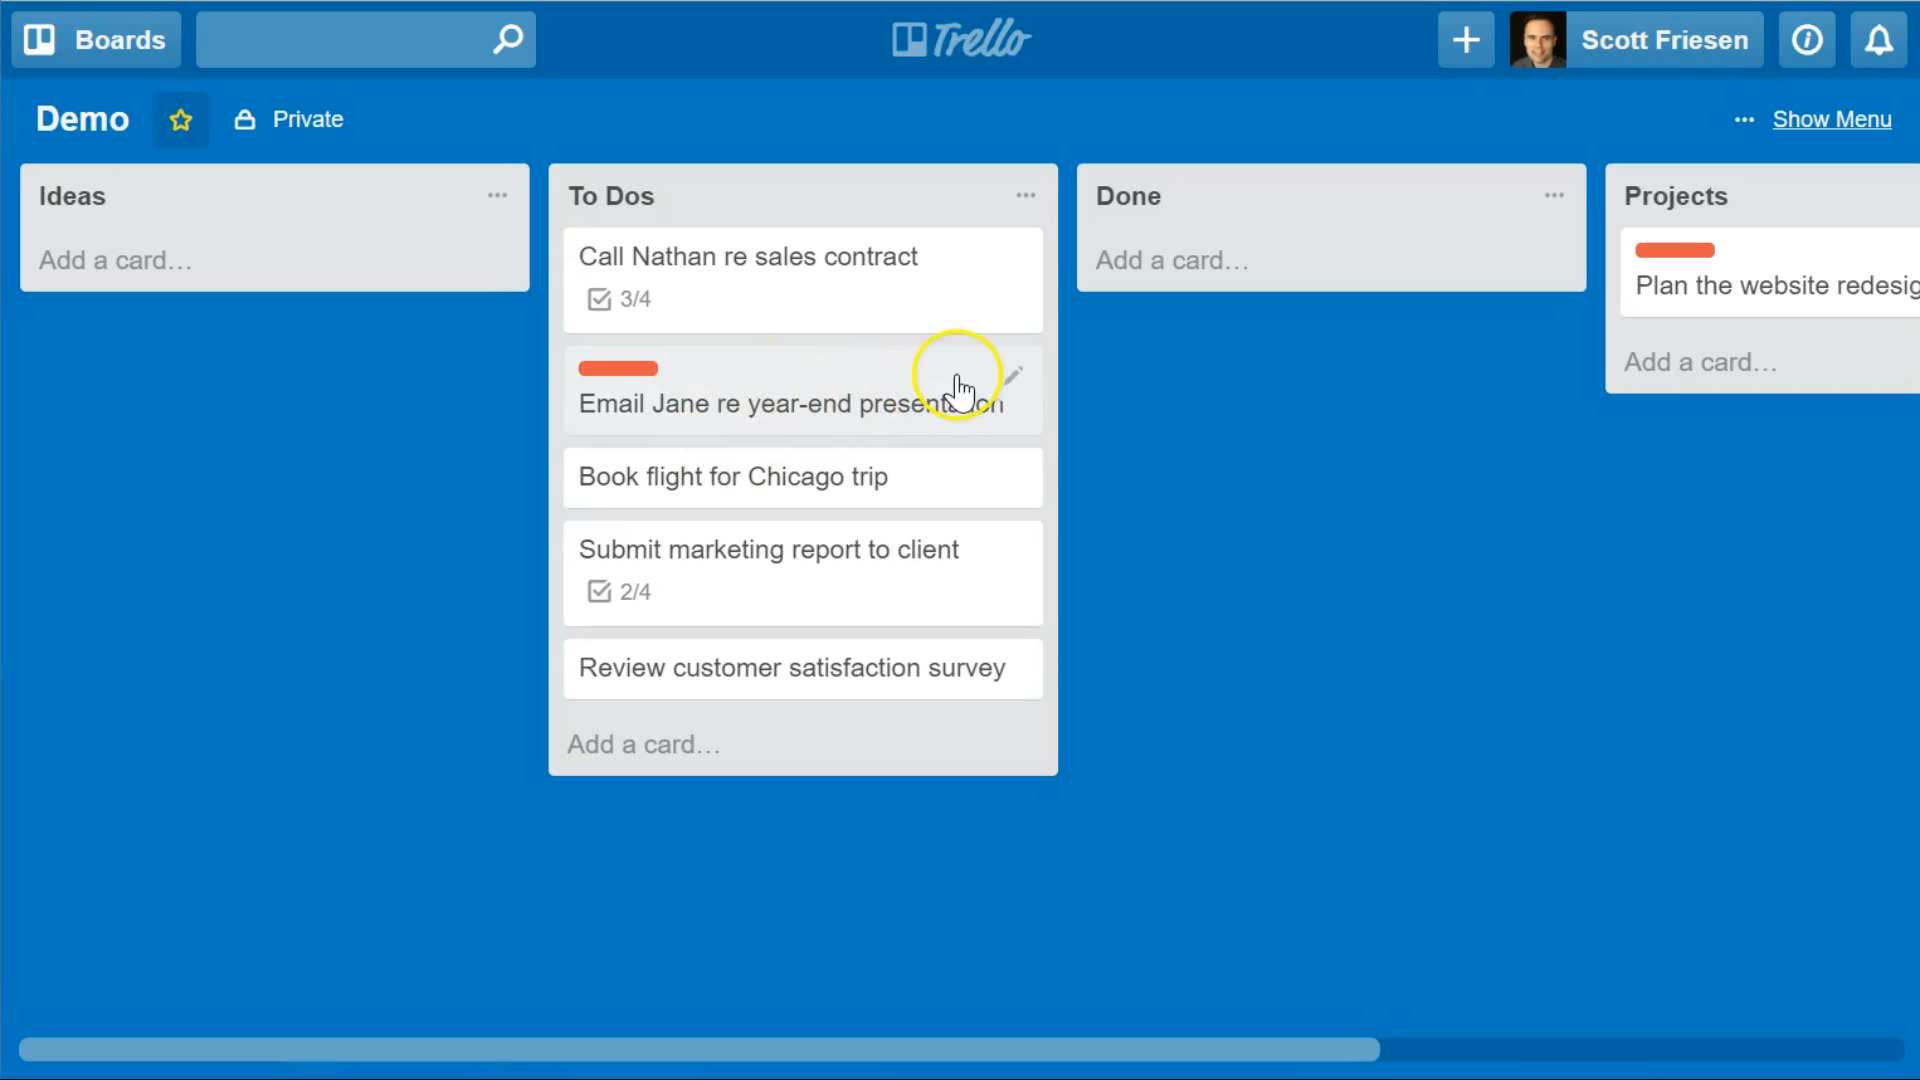 Boards
Trello
Scott Friesen
Demo
Private
Show Menu
Ideas
Add a card…
To Dos
Call Nathan re sales contract
3/4
Email Jane re year-end presentation
Book flight for Chicago trip
Submit marketing report to client
2/4
Review customer satisfaction survey
Add a card…
Done
Add a card…
Projects
Plan the website redesig
Add a card…